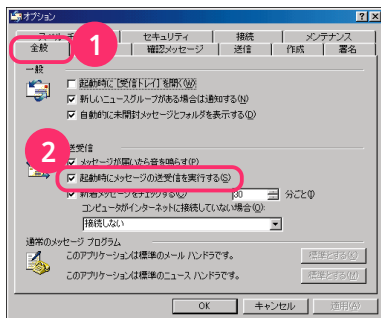 オプション
セキュリティ 接続 メンテナンス
全般 確認メッセージ 送信 作成 署名
1
一般
起動時に[受信トレイ]を開く(W)
新しいニュースグループがある場合は通知する(N)
自動的に未開封メッセージとフォルダを表示する(D)
2
送受信
メッセージが届いたら音を鳴らす(P)
起動時にメッセージの送受信を実行する(S)
新着メッセージをチェックする(C) 30 分ごと(I)
コンピュータがインターネットに接続していない場合(O):
接続しない
通常のメッセージ プログラム
このアプリケーションは標準のメール ハンドラです。 標準とする(K)
このアプリケーションは標準のニュース ハンドラです。 標準とする(M)
OK キャンセル 適用(A)